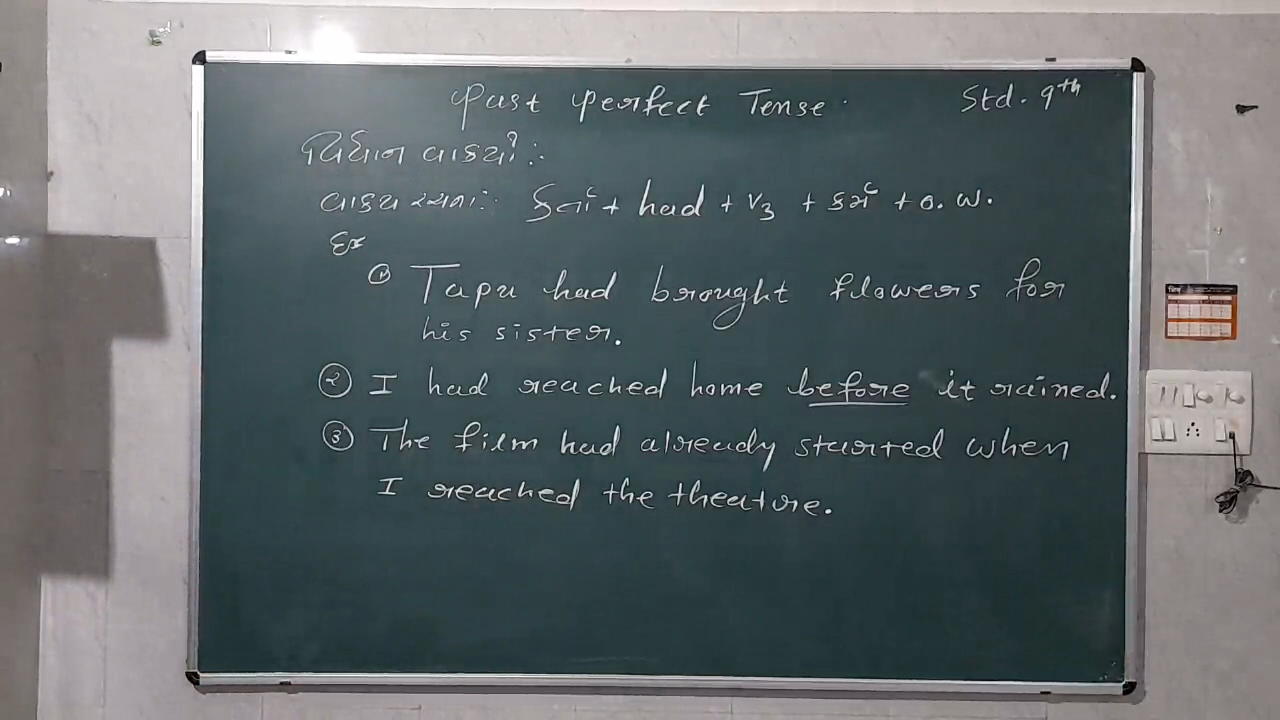 Past Perfect Tense. Std. 9th
વિધાન વાક્યો:
વાક્ય રચના: કર્તા + had + V3 + કર્મ + o. w.
Ex
① Tapu had brought flowers for
his sister.
② I had reached home before it rained.
③ The film had already started when
I reached the theatre.